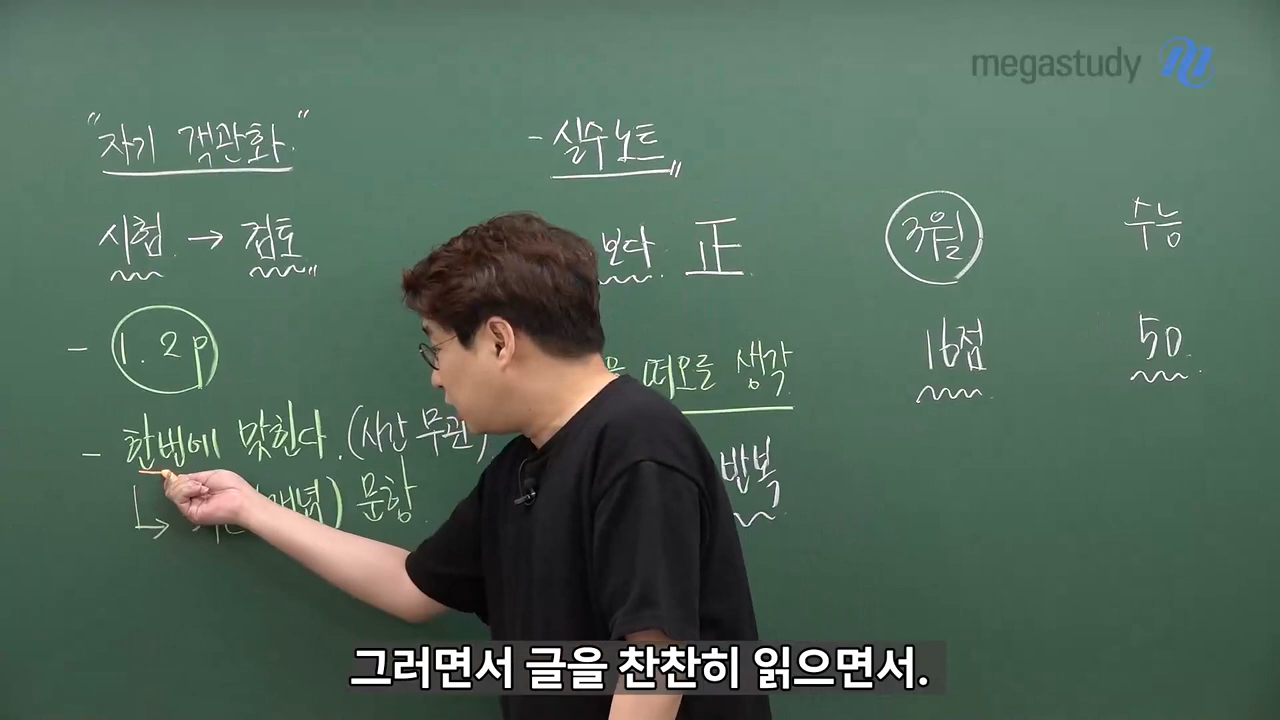 megastudy
"자기 객관화"
시험 → 검토"
- 1. 2p
- 한번에 맞힌다. (시간 무관)
문항
- 실수노트"
보다 正
떠오를 생각
반복
3월 수능
16점 50
그러면서 글을 찬찬히 읽으면서.